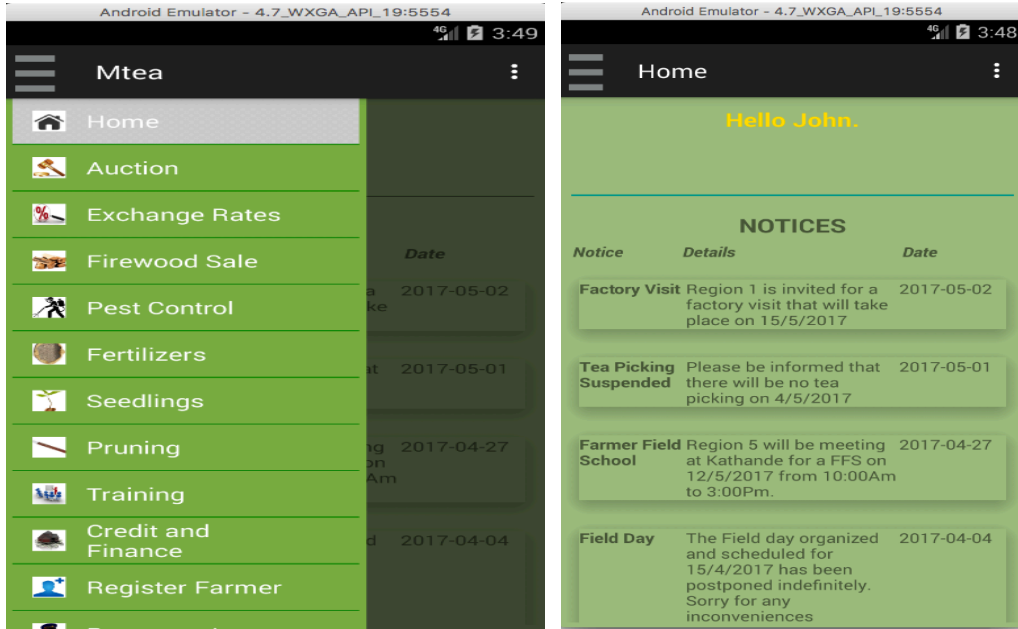 Android Emulator - 4.7_WXGA_API_19:5554
4G 3:49
Mtea
Home
Auction
Exchange Rates
Firewood Sale
Pest Control
Fertilizers
Seedlings
Pruning
Training
Credit and
Finance
Register Farmer
Date
a 2017-05-02
ke
at 2017-05-01
ng 2017-04-27
on
Am
d 2017-04-04
Android Emulator - 4.7_WXGA_API_19:5554
4G 3:48
Home
Hello John.
NOTICES
Notice Details Date
Factory Visit Region 1 is invited for a 2017-05-02
factory visit that will take
place on 15/5/2017
Tea Picking Please be informed that 2017-05-01
Suspended there will be no tea
picking on 4/5/2017
Farmer Field Region 5 will be meeting 2017-04-27
School at Kathande for a FFS on
12/5/2017 from 10:00Am
to 3:00Pm.
Field Day The Field day organized 2017-04-04
and scheduled for
15/4/2017 has been
postponed indefinitely.
Sorry for any
inconveniences